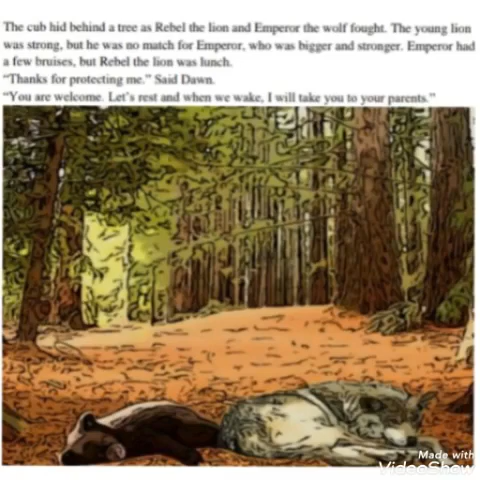 The cub hid behind a tree as Rebel the lion and Emperor the wolf fought. The young lion
was strong, but he was no match for Emperor, who was bigger and stronger. Emperor had
a few bruises, but Rebel the lion was lunch.
“Thanks for protecting me.” Said Dawn.
“You are welcome. Let’s rest and when we wake, I will take you to your parents.”
Made with
VideoShow